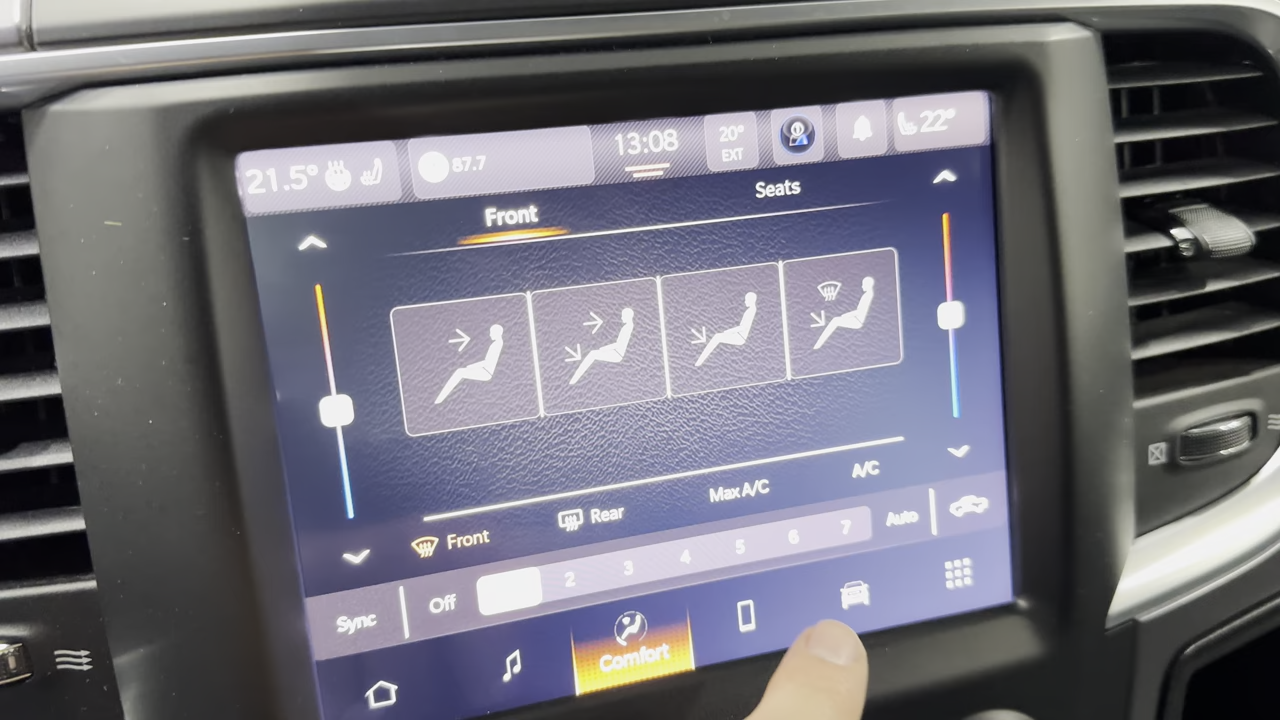 21.5° 87.7 13:08 20° EXT 22°
Front Seats
Front Rear Max A/C A/C
Sync Off 2 3 4 5 6 7 Auto
Comfort